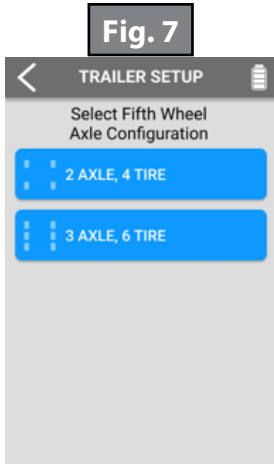 Fig. 7
TRAILER SETUP
Select Fifth Wheel
Axle Configuration
2 AXLE, 4 TIRE
3 AXLE, 6 TIRE